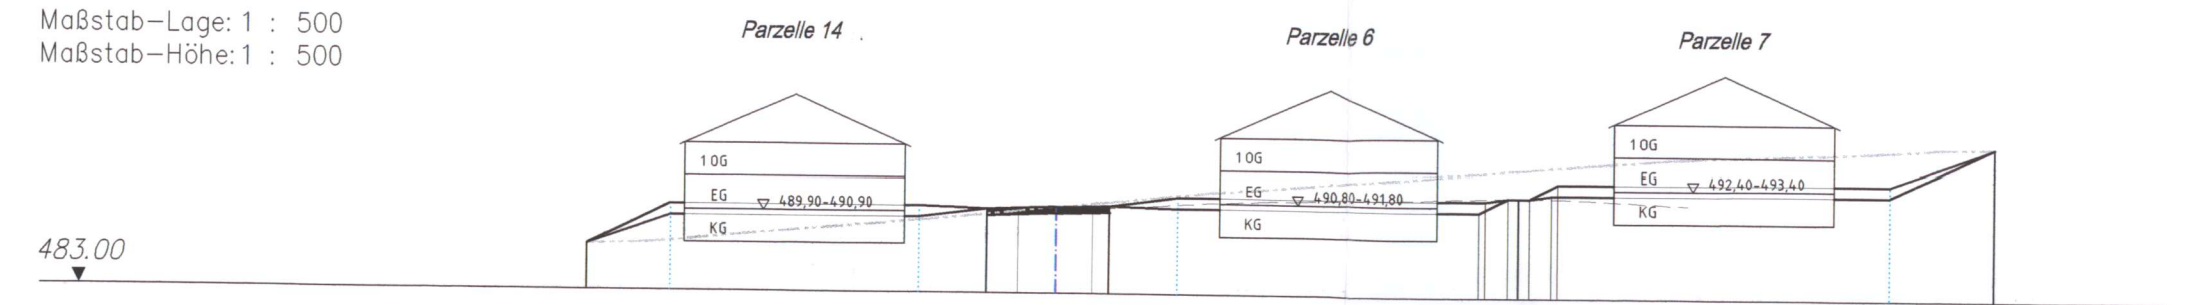 Maßstab-Lage: 1 : 500
Maßstab-Höhe: 1 : 500
Parzelle 14
Parzelle 6
Parzelle 7
1OG
EG
489,90-490,90
KG
1OG
EG
490,80-491,80
KG
1OG
EG
492,40-493,40
KG
483.00